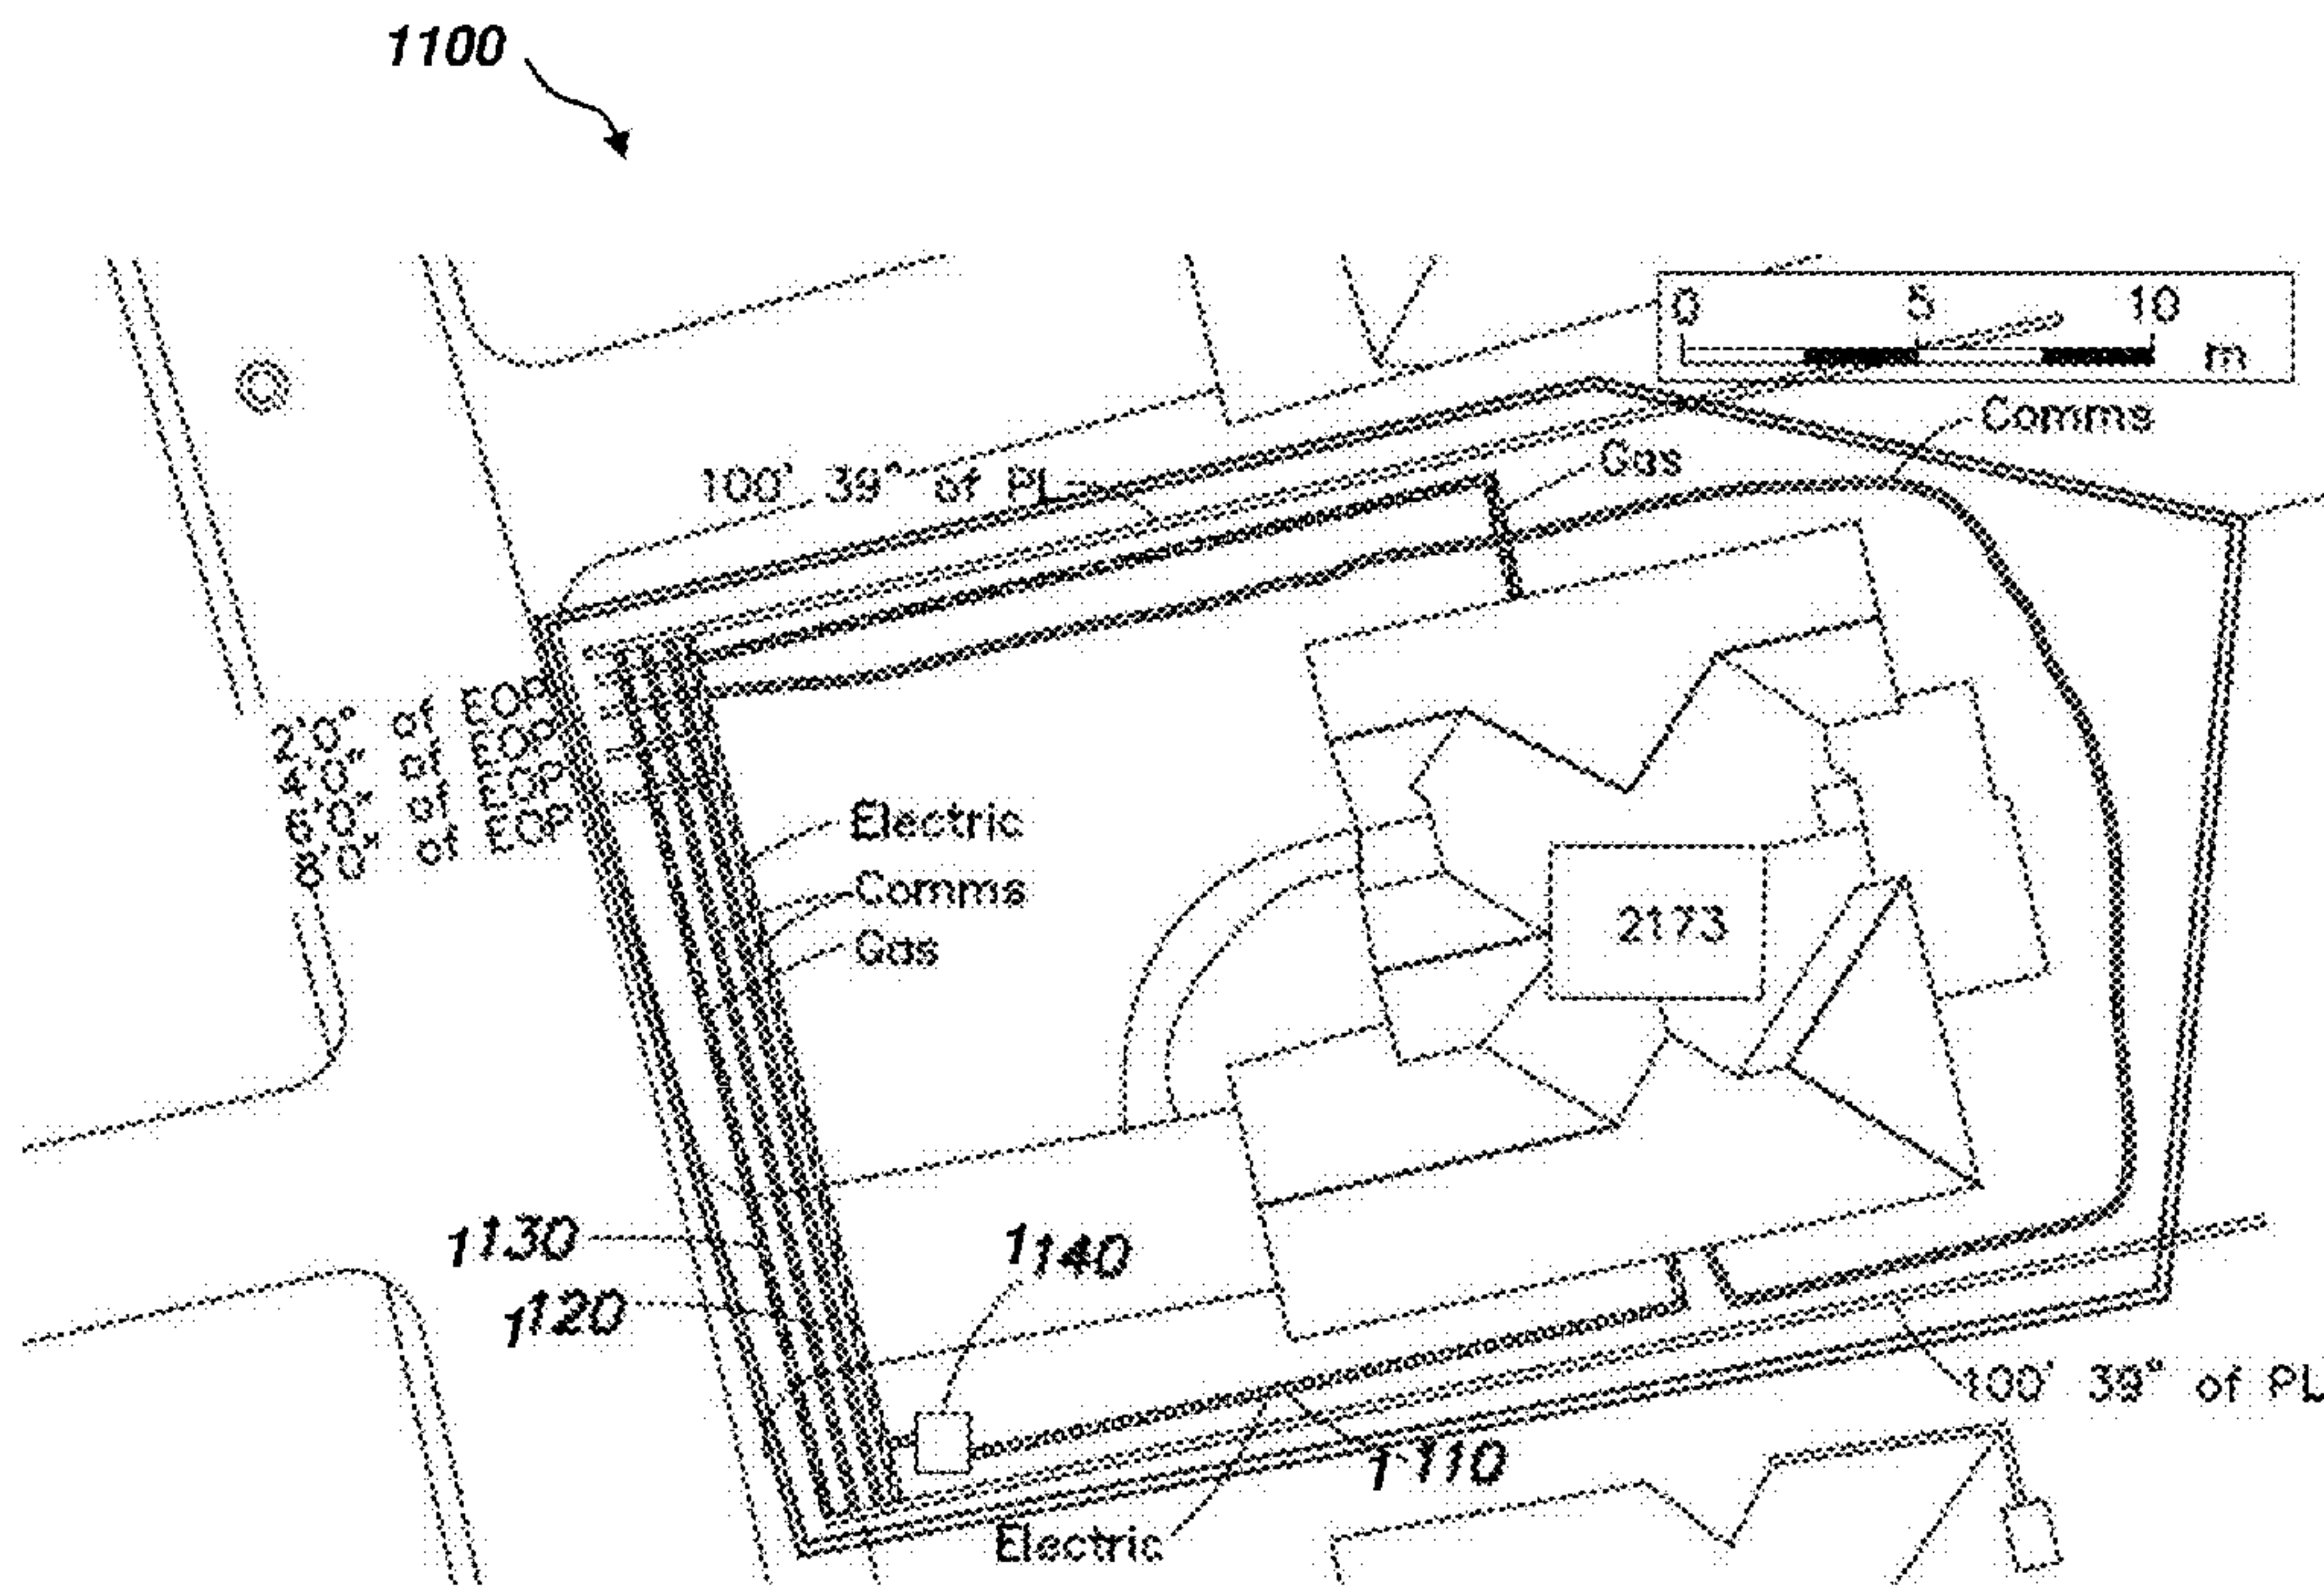 1100
0 5 10
m
Comms
Gas
100' 39" of PL
2'0" of EOP
4'0" of EOP
6'0" of EOP
8'0" of EOP
Electric
Comms
Gas
2173
1130
1140
1120
100' 39" of PL
1110
Electric